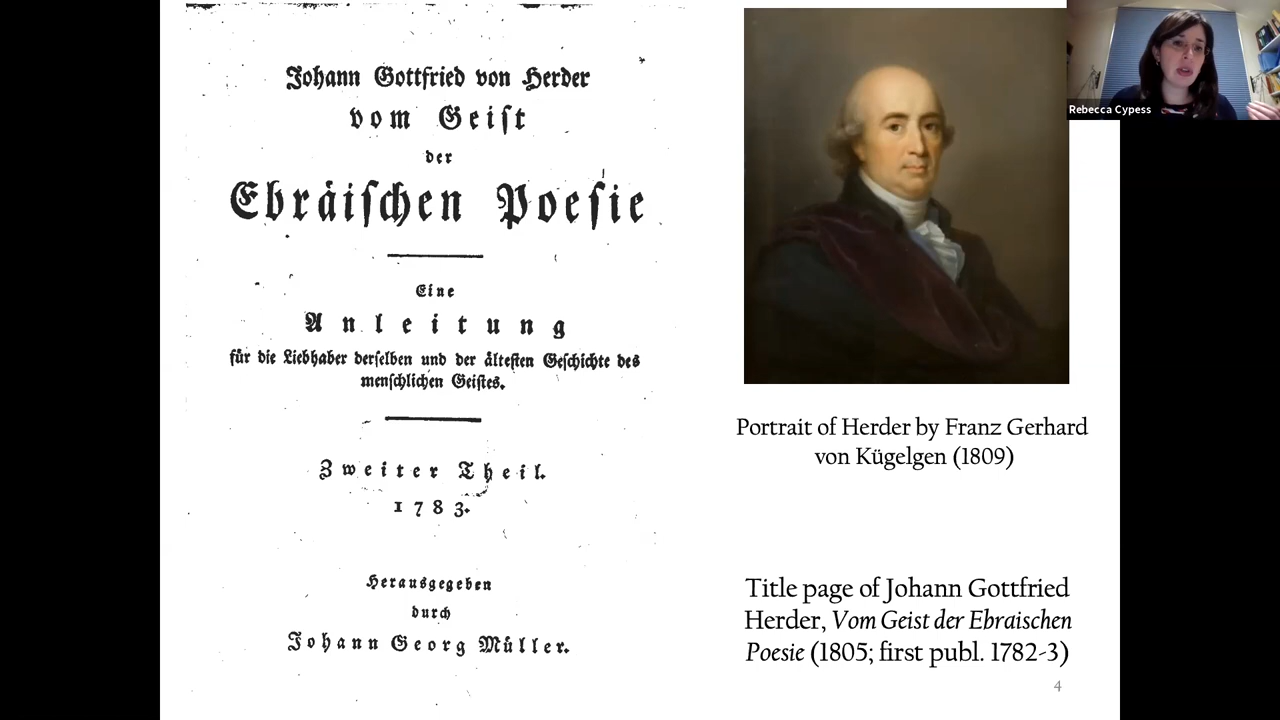 Johann Gottfried von Herder
vom Geist
der
Ebräischen Poesie
Eine
Anleitung
für die Liebhaber derselben und der ältesten Geschichte des
menschlichen Geistes.
Zweiter Theil.
1783.
Herausgegeben
durch
Johann Georg Müller.
Portrait of Herder by Franz Gerhard
von Kügelgen (1809)
Title page of Johann Gottfried
Herder, Vom Geist der Ebraischen
Poesie (1805; first publ. 1782-3)
4
Rebecca Cypess